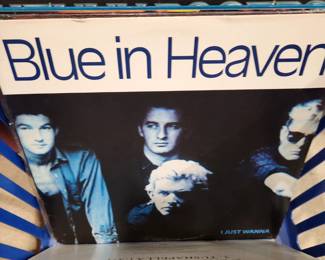 Blue in Heaven
I JUST WANNA